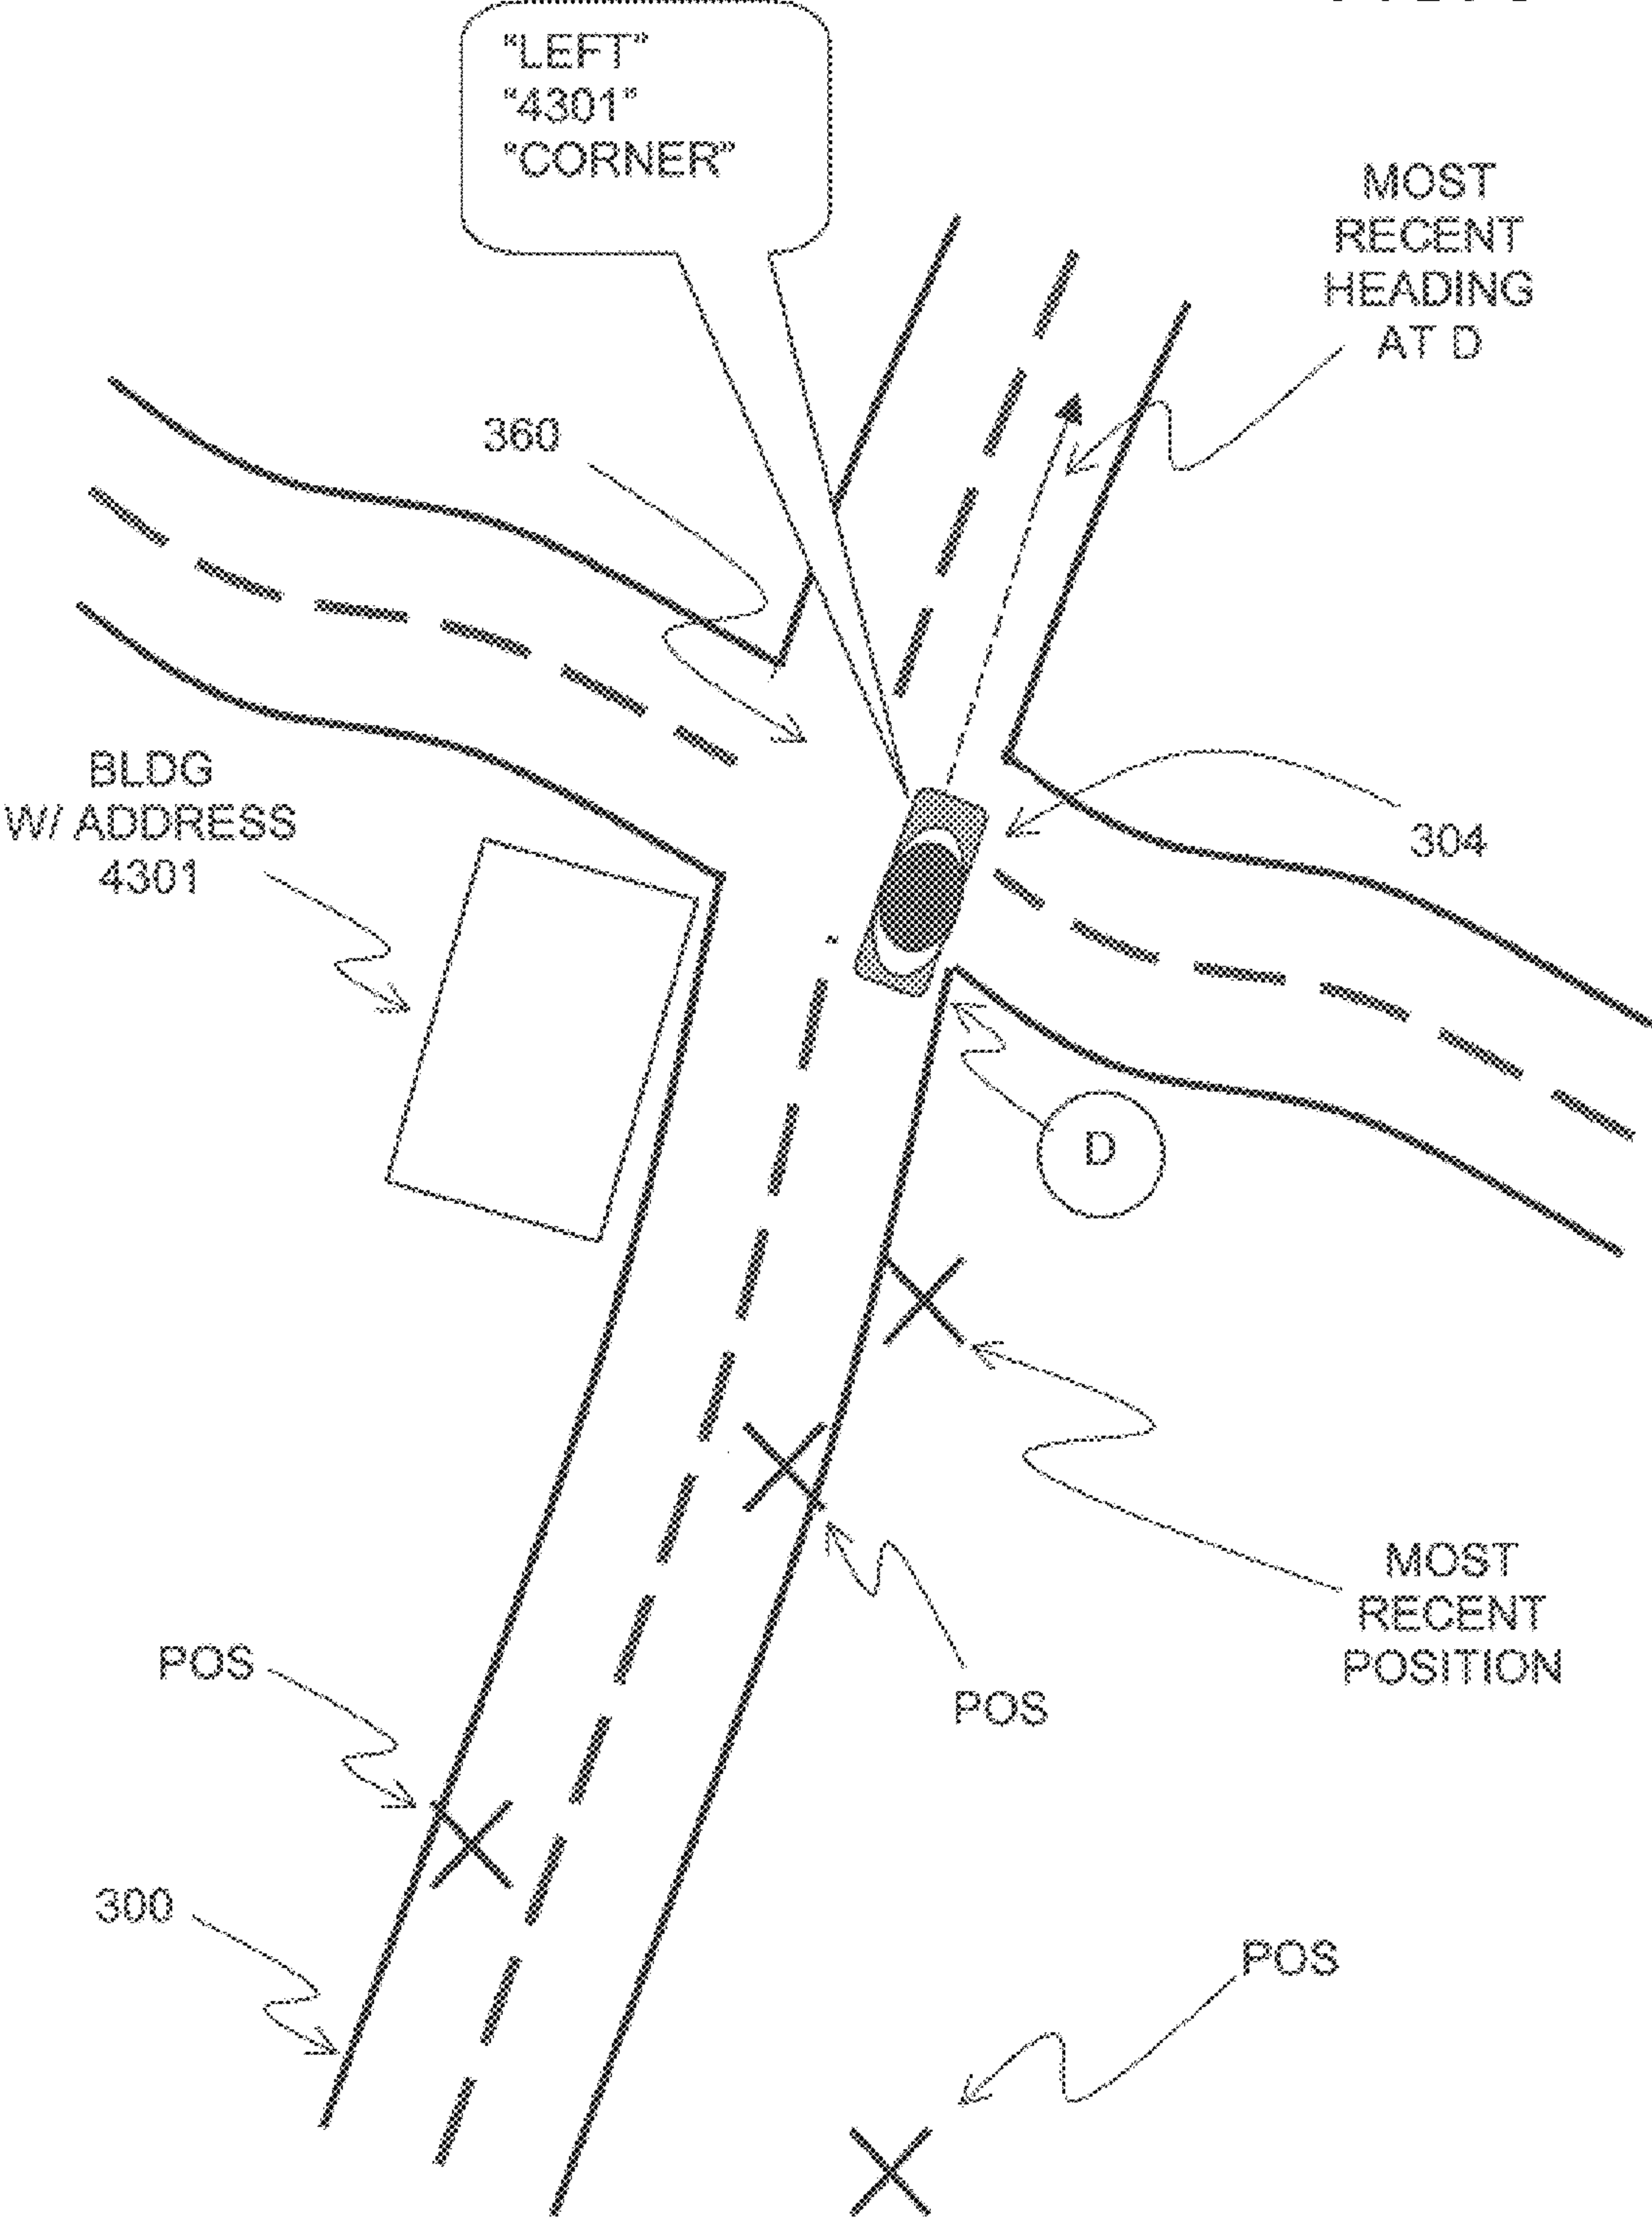 "LEFT"
"4301"
"CORNER"
MOST
RECENT
HEADING
AT D
360
BLDG
W/ ADDRESS
4301
304
D
MOST
RECENT
POSITION
POS
POS
300
POS